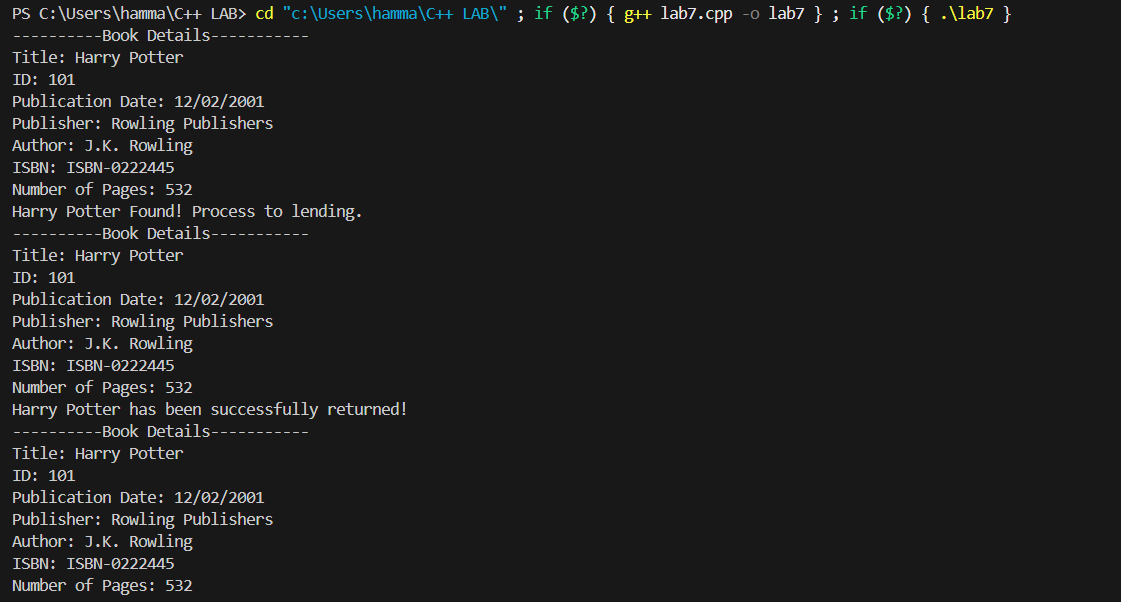 PS C:\Users\hamma\C++ LAB> cd "c:\Users\hamma\C++ LAB\" ; if ($?) { g++ lab7.cpp -o lab7 } ; if ($?) { .\lab7 }
----------Book Details-----------
Title: Harry Potter
ID: 101
Publication Date: 12/02/2001
Publisher: Rowling Publishers
Author: J.K. Rowling
ISBN: ISBN-0222445
Number of Pages: 532
Harry Potter Found! Process to lending.
----------Book Details-----------
Title: Harry Potter
ID: 101
Publication Date: 12/02/2001
Publisher: Rowling Publishers
Author: J.K. Rowling
ISBN: ISBN-0222445
Number of Pages: 532
Harry Potter has been successfully returned!
----------Book Details-----------
Title: Harry Potter
ID: 101
Publication Date: 12/02/2001
Publisher: Rowling Publishers
Author: J.K. Rowling
ISBN: ISBN-0222445
Number of Pages: 532